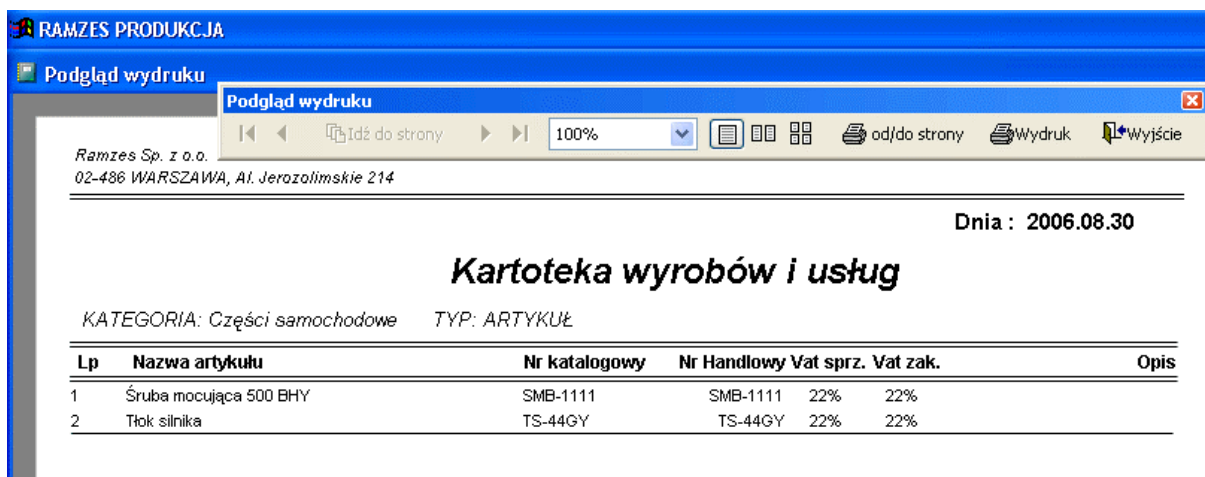 RAMZES PRODUKCJA
Podgląd wydruku
Podgląd wydruku
Idź do strony 100% od/do strony Wydruk Wyjście
Ramzes Sp. z o.o.
02-486 WARSZAWA, Al. Jerozolimskie 214
Dnia : 2006.08.30
Kartoteka wyrobów i usług
KATEGORIA: Części samochodowe TYP: ARTYKUŁ
Lp Nazwa artykułu Nr katalogowy Nr Handlowy Vat sprz. Vat zak. Opis
1 Śruba mocująca 500 BHY SMB-1111 SMB-1111 22% 22%
2 Tłok silnika TS-44GY TS-44GY 22% 22%